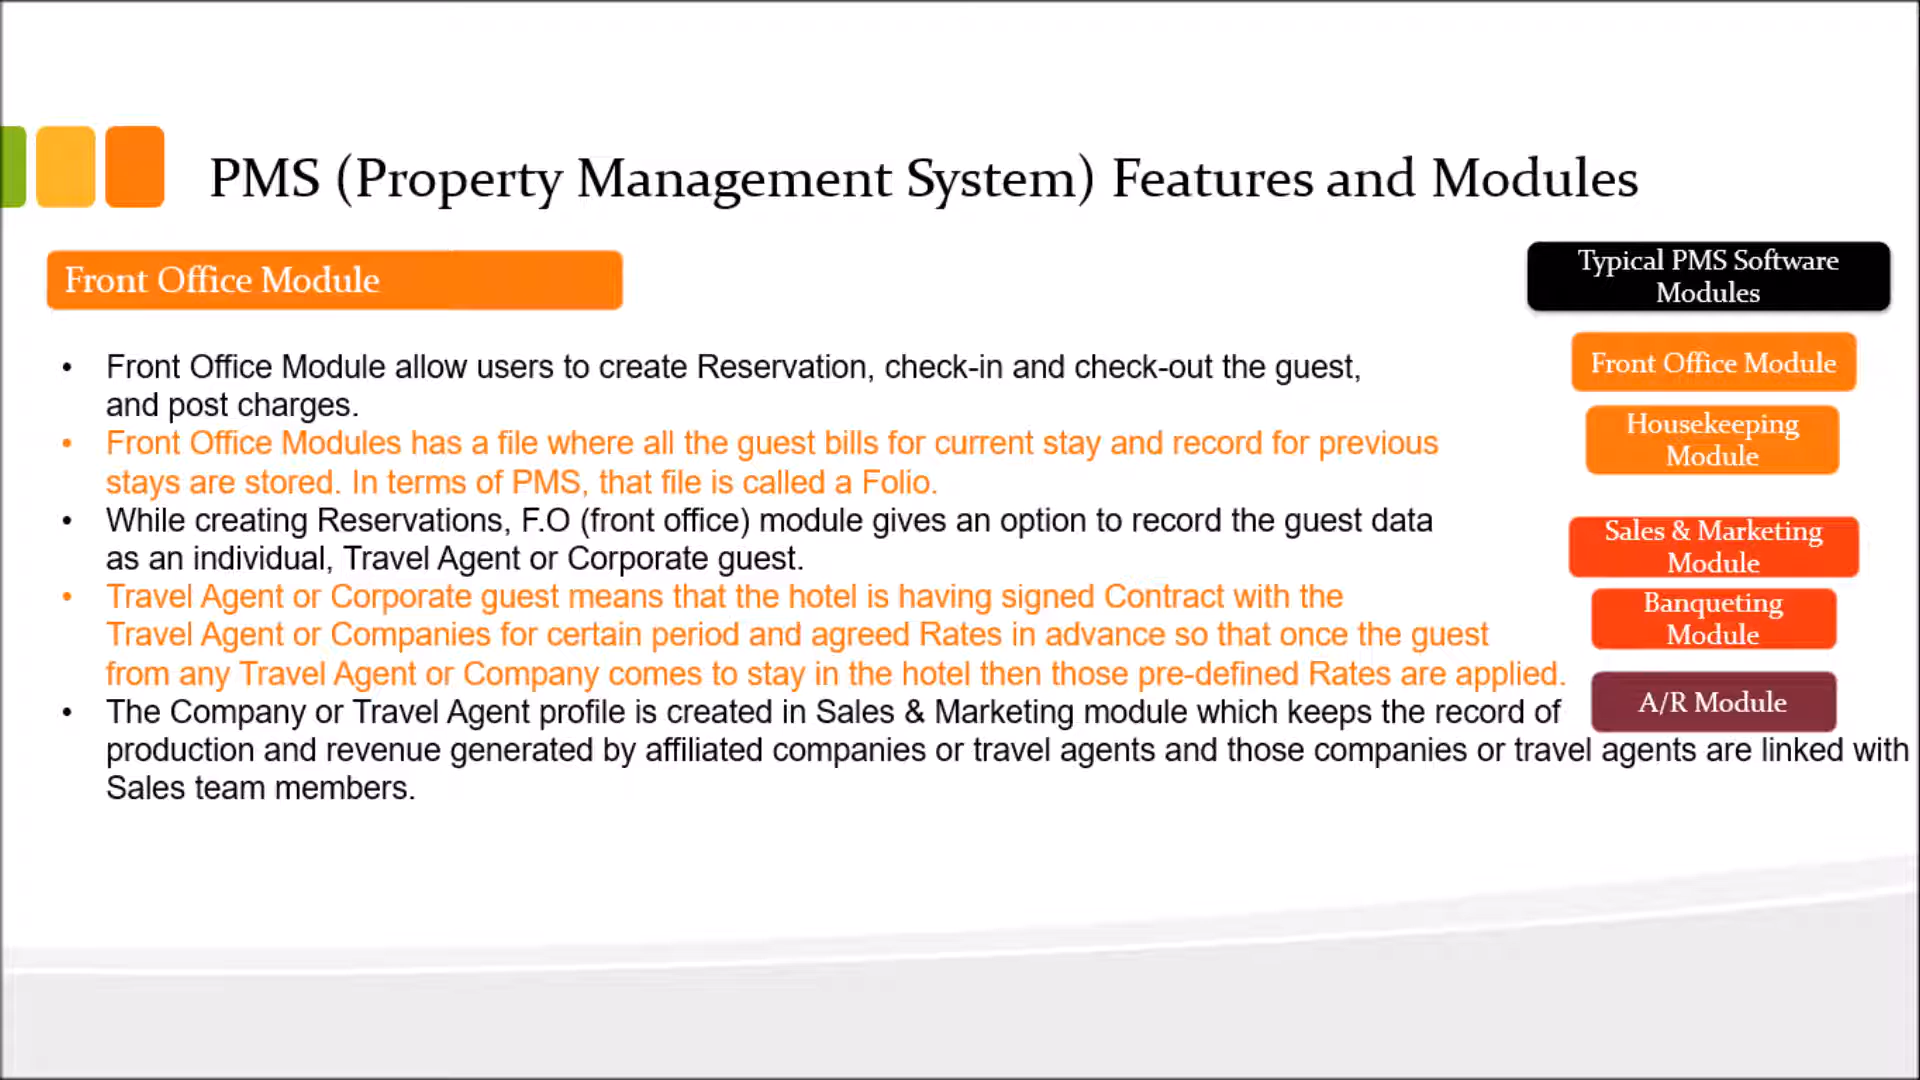 PMS (Property Management System) Features and Modules
Front Office Module
• Front Office Module allow users to create Reservation, check-in and check-out the guest,
and post charges.
• Front Office Modules has a file where all the guest bills for current stay and record for previous
stays are stored. In terms of PMS, that file is called a Folio.
• While creating Reservations, F.O (front office) module gives an option to record the guest data
as an individual, Travel Agent or Corporate guest.
• Travel Agent or Corporate guest means that the hotel is having signed Contract with the
Travel Agent or Companies for certain period and agreed Rates in advance so that once the guest
from any Travel Agent or Company comes to stay in the hotel then those pre-defined Rates are applied.
• The Company or Travel Agent profile is created in Sales & Marketing module which keeps the record of
production and revenue generated by affiliated companies or travel agents and those companies or travel agents are linked with
Sales team members.
Typical PMS Software
Modules
Front Office Module
Housekeeping
Module
Sales & Marketing
Module
Banqueting
Module
A/R Module